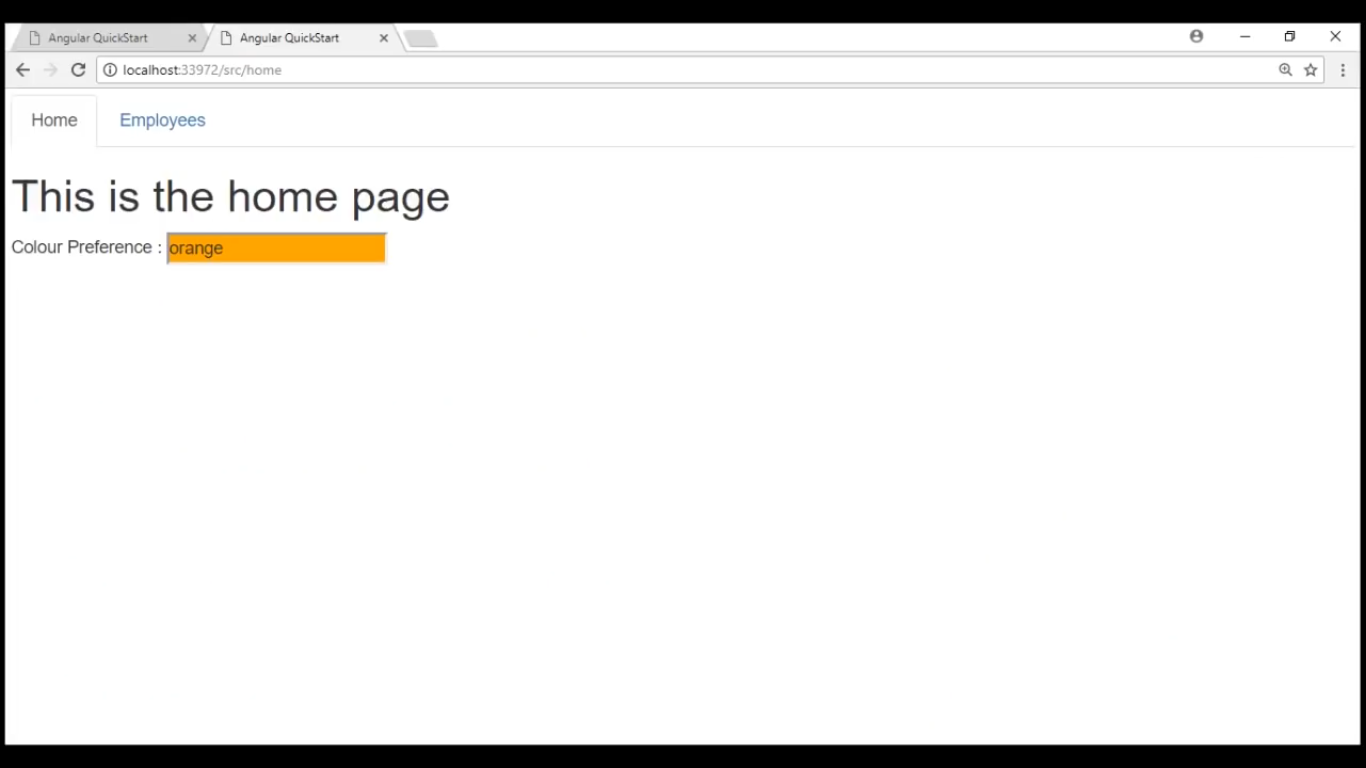 Angular QuickStart Angular QuickStart
localhost:33972/src/home
Home Employees
This is the home page
Colour Preference : orange